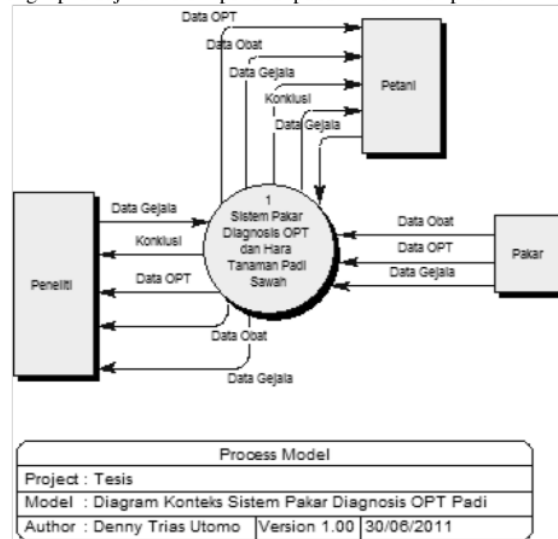 Data OPT
Data Obat
Data Gejala
Konklusi
Data Gejala
Petani
1
Sistem Pakar
Diagnosis OPT
dan Hara
Tanaman Padi
Sawah
Data Gejala
Konklusi
Data OPT
Data Obat
Data Gejala
Peneliti
Data Obat
Data OPT
Data Gejala
Pakar
Process Model
Project : Tesis
Model : Diagram Konteks Sistem Pakar Diagnosis OPT Padi
Author : Denny Trias Utomo Version 1.00 30/06/2011